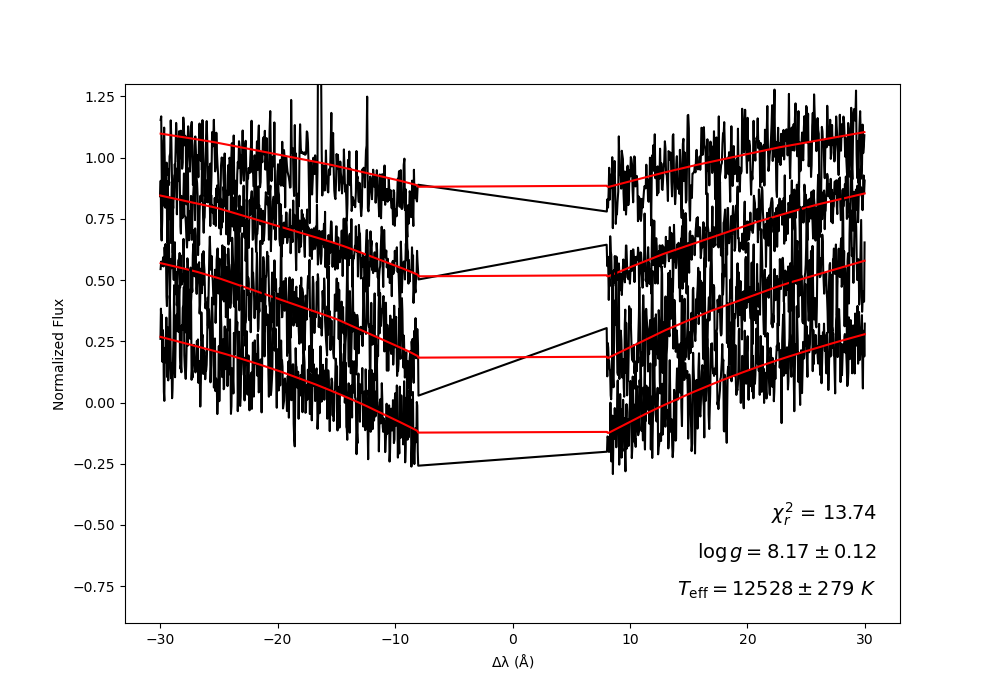 1.25
1.00
0.75
0.50
0.25
0.00
−0.25
−0.50
−0.75
Normalized Flux
χ²ᵣ = 13.74
log g = 8.17 ± 0.12
T_eff = 12528 ± 279 K
−30 −20 −10 0 10 20 30
Δλ (Å)